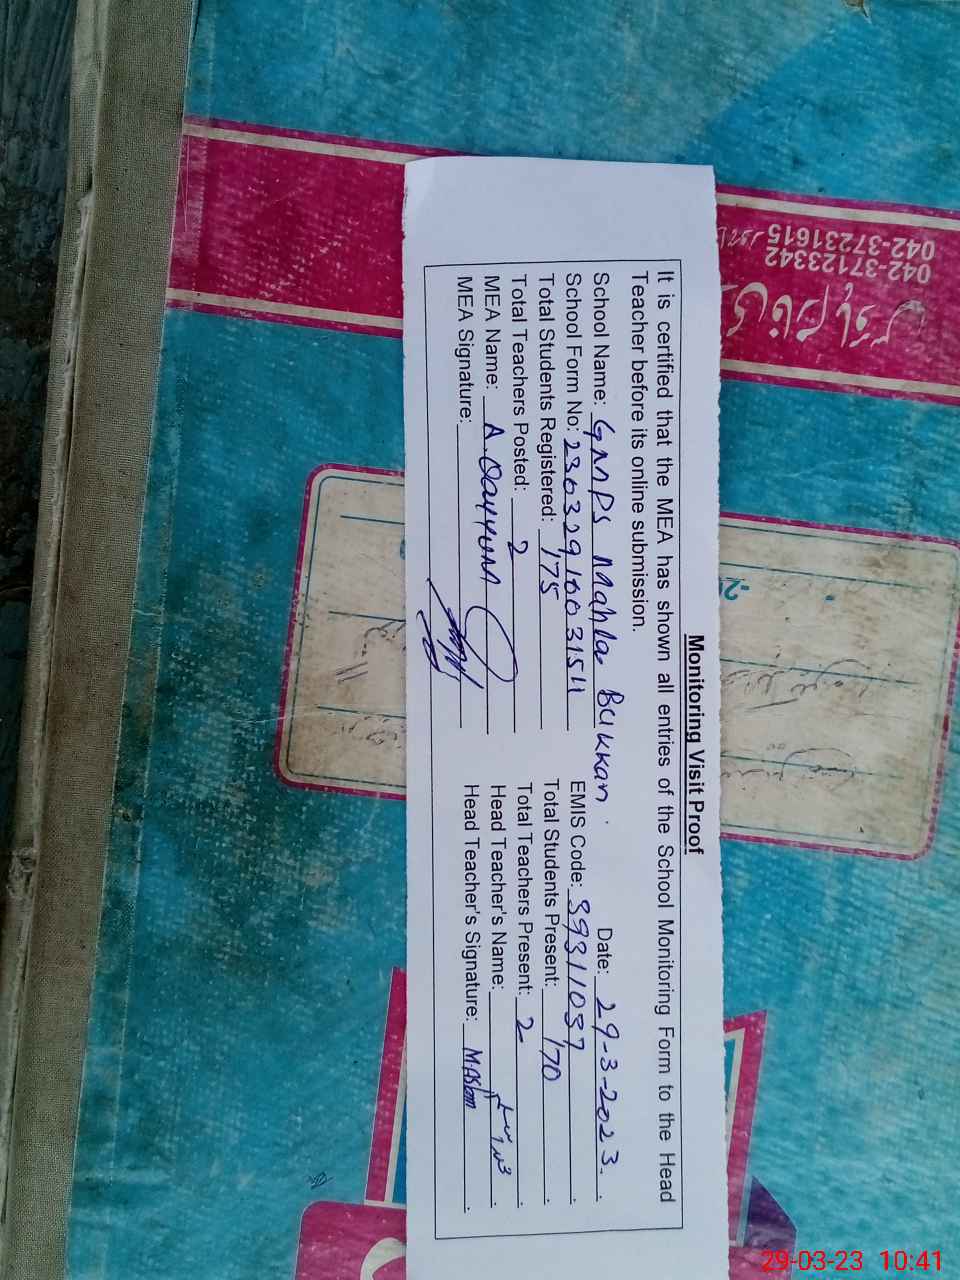 Monitoring Visit Proof
It is certified that the MEA has shown all entries of the School Monitoring Form to the Head
Teacher before its online submission.
School Name: GMPS Mahla Bukkan. Date: 29-3-2023.
School Form No: 230329160031511 EMIS Code: 39311037
Total Students Registered: 175 Total Students Present: 170
Total Teachers Posted: 2 Total Teachers Present: 2
MEA Name: A.Qayyum Head Teacher's Name:
MEA Signature: Head Teacher's Signature: MAslam
042-37123342
042-37231615
29-03-23 10:41